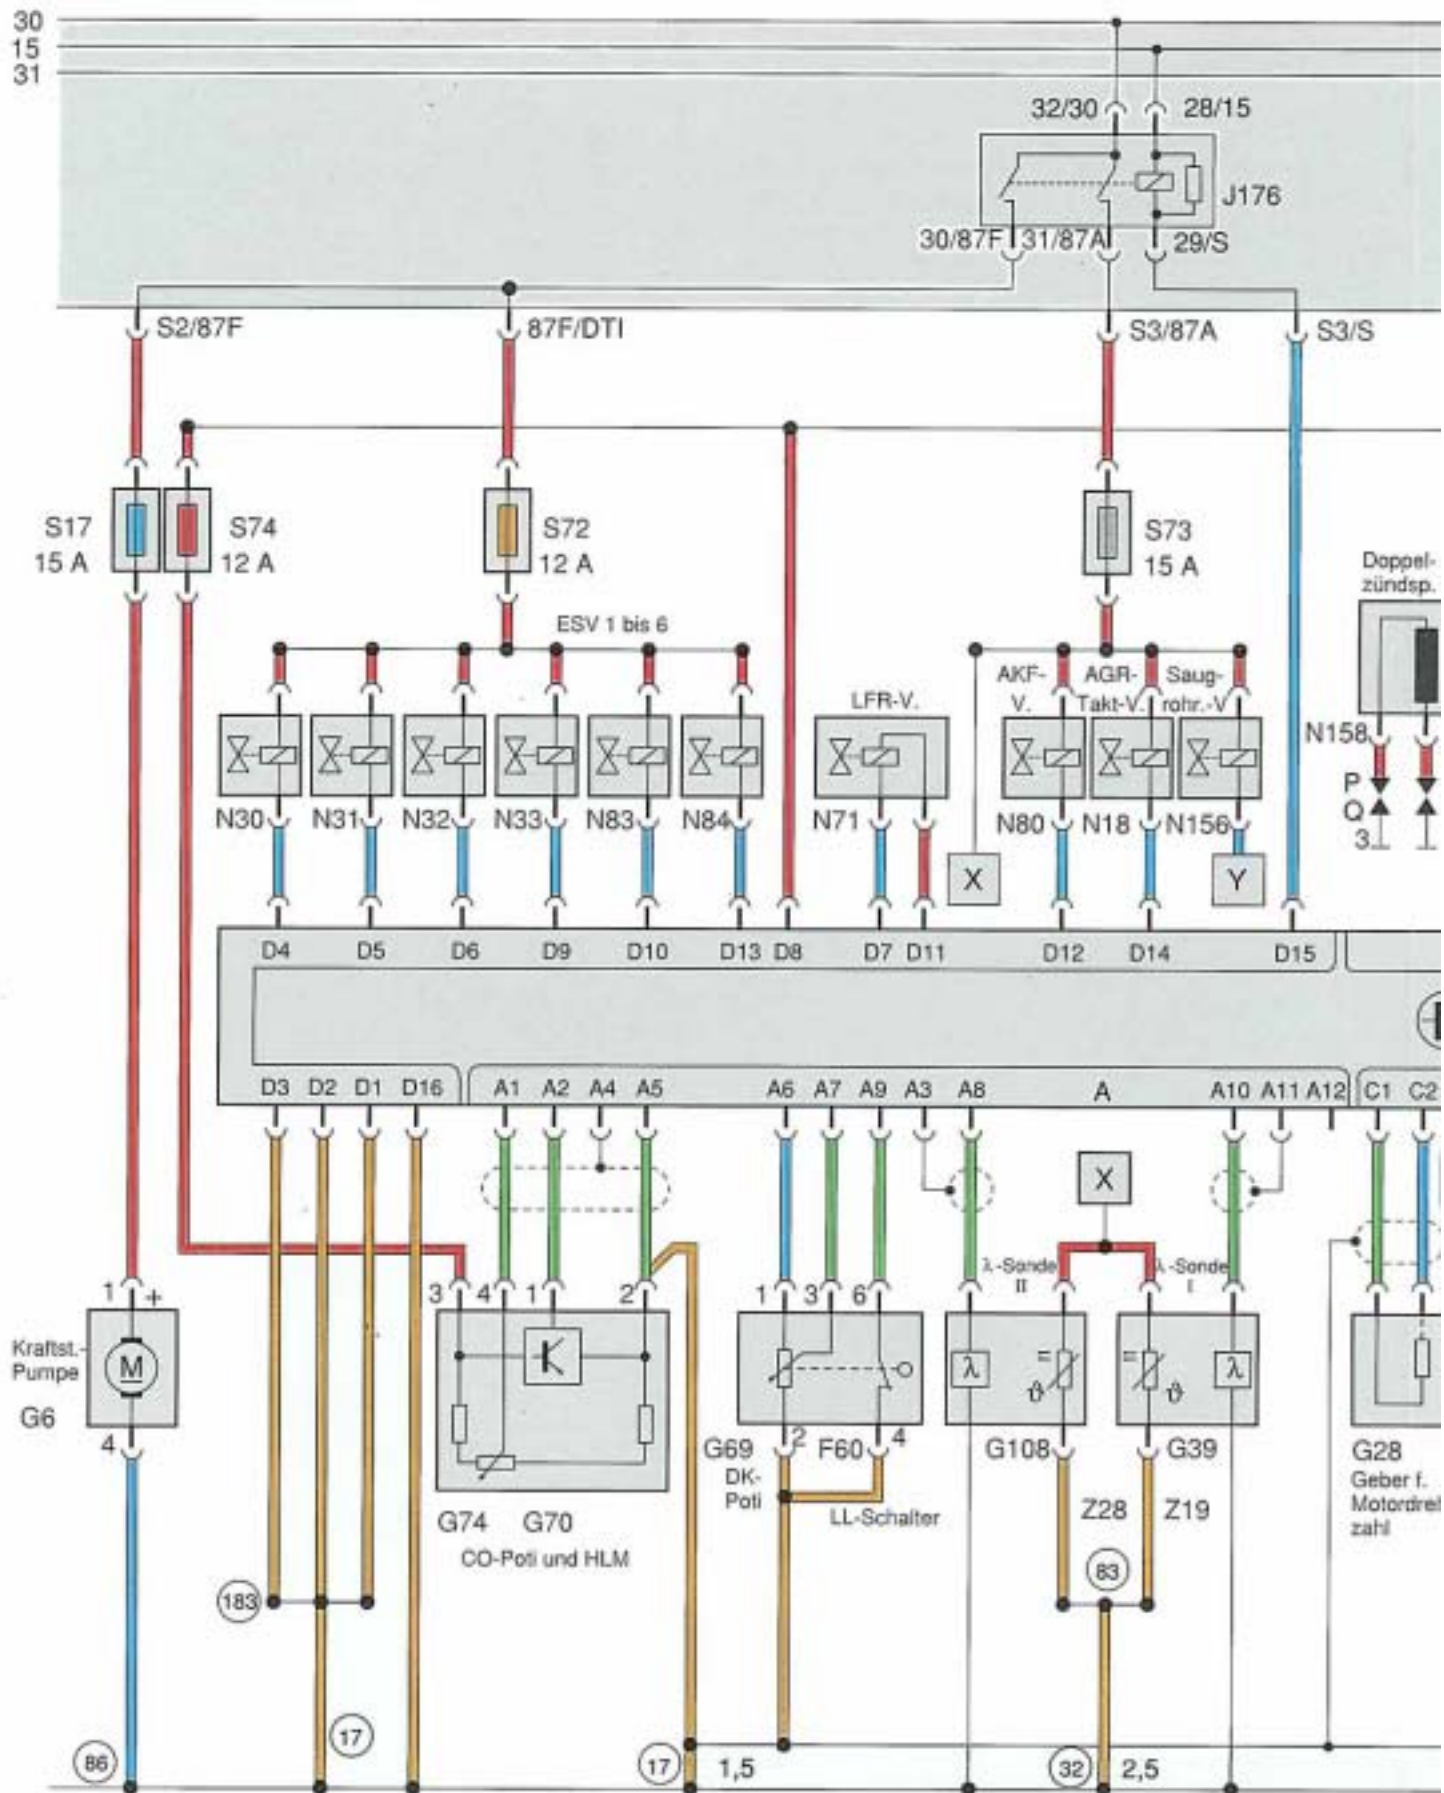 30
15
31
32/30 28/15
J176
30/87F 31/87A 29/S
S2/87F 87F/DTI S3/87A S3/S
S17 S74 S72 S73
15 A 12 A 12 A 15 A
Doppel-
zündsp.
ESV 1 bis 6
AKF- AGR- Saug-
V. Takt-V. rohr.-V
LFR-V.
N158
P
Q
3
N30 N31 N32 N33 N83 N84 N71 N80 N18 N156
X Y
D4 D5 D6 D9 D10 D13 D8 D7 D11 D12 D14 D15
D3 D2 D1 D16 A1 A2 A4 A5 A6 A7 A9 A3 A8 A A10 A11 A12 C1 C2
X
λ-Sonde λ-Sonde
II I
1 + 3 4 1 2 1 3 6
Kraftst.-
Pumpe
M
G6
λ ϑ ϑ λ
4
2 4
G69 F60 G108 G39 G28
DK-
Poti
LL-Schalter
Geber f.
Motordreh
zahl
Z28 Z19
G74 G70
CO-Poti und HLM
83
183
17
86 17 1,5 32 2,5